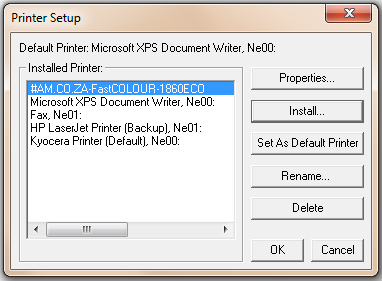 Printer Setup
Default Printer: Microsoft XPS Document Writer, Ne00:
Installed Printer:
#AM.CO.ZA-FastCOLOUR-1860ECO
Microsoft XPS Document Writer, Ne00:
Fax, Ne01:
HP LaserJet Printer (Backup), Ne01:
Kyocera Printer (Default), Ne00:
Properties...
Install...
Set As Default Printer
Rename...
Delete
OK
Cancel